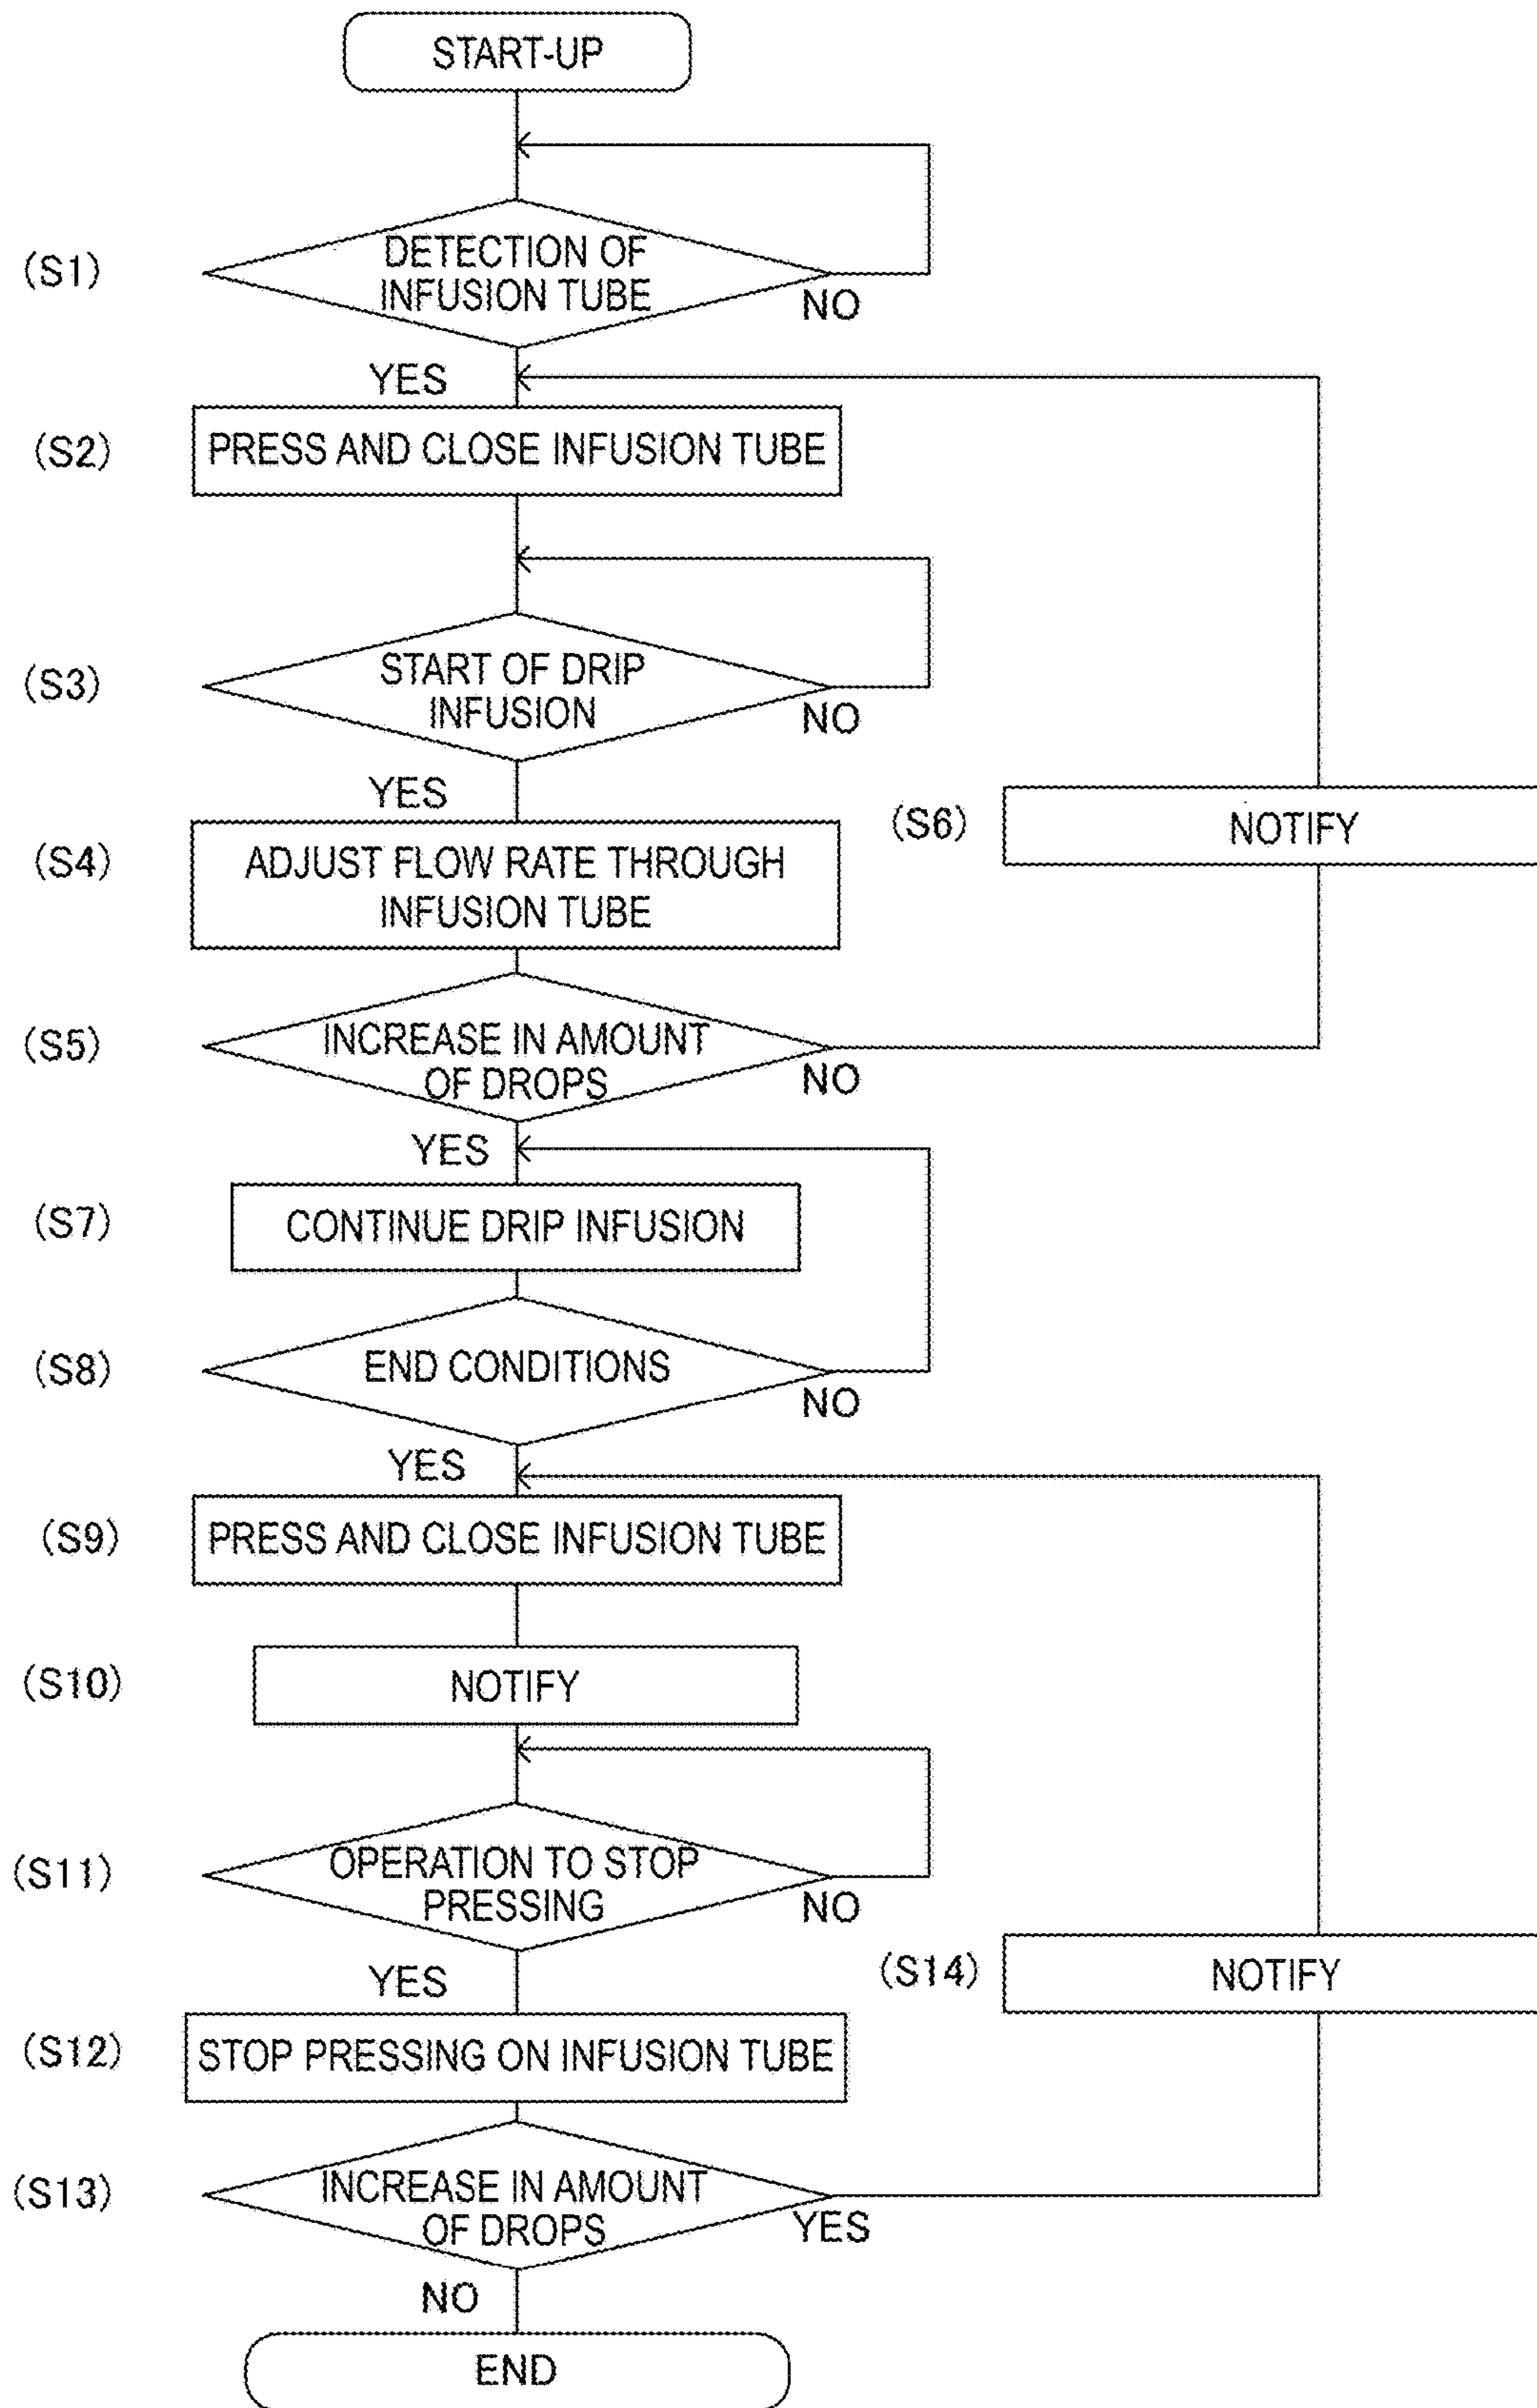 START-UP
(S1)
DETECTION OF
INFUSION TUBE
NO
YES
(S2)
PRESS AND CLOSE INFUSION TUBE
(S3)
START OF DRIP
INFUSION
NO
YES
(S4)
ADJUST FLOW RATE THROUGH
INFUSION TUBE
(S6)
NOTIFY
(S5)
INCREASE IN AMOUNT
OF DROPS
NO
YES
(S7)
CONTINUE DRIP INFUSION
(S8)
END CONDITIONS
NO
YES
(S9)
PRESS AND CLOSE INFUSION TUBE
(S10)
NOTIFY
(S11)
OPERATION TO STOP
PRESSING
NO
YES
(S14)
NOTIFY
(S12)
STOP PRESSING ON INFUSION TUBE
(S13)
INCREASE IN AMOUNT
OF DROPS
YES
NO
END